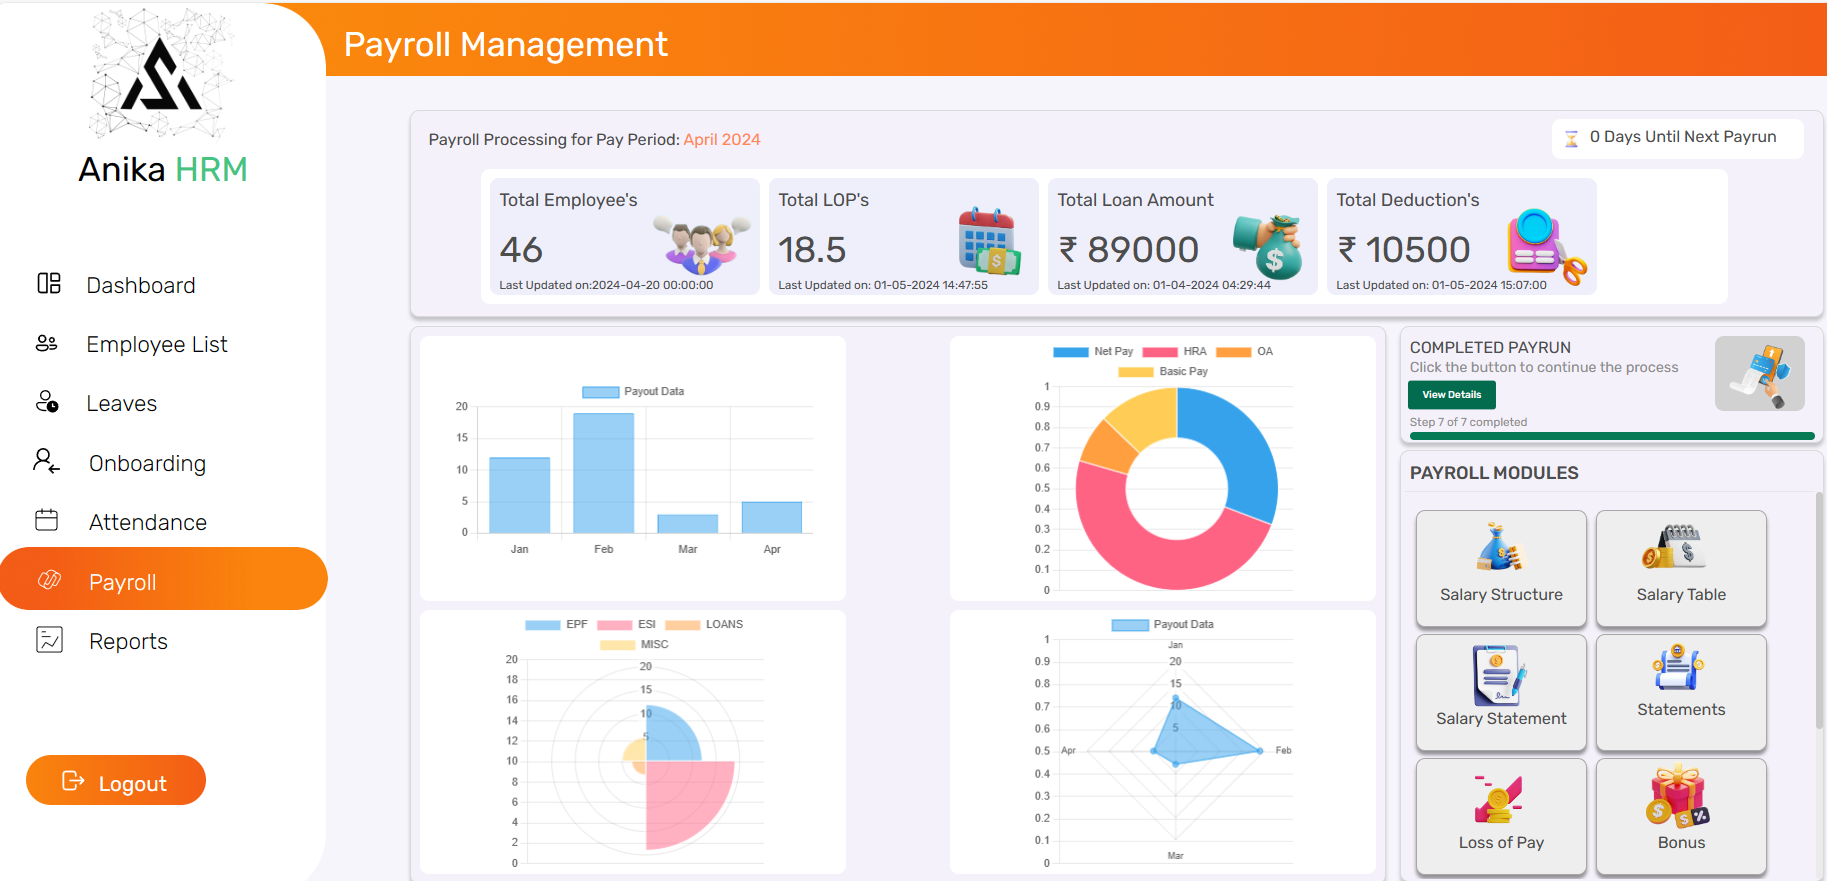 Anika HRM
Dashboard
Employee List
Leaves
Onboarding
Attendance
Payroll
Reports
Logout
Payroll Management
Payroll Processing for Pay Period: April 2024
0 Days Until Next Payrun
Total Employee's
46
Last Updated on:2024-04-20 00:00:00
Total LOP's
18.5
Last Updated on: 01-05-2024 14:47:55
Total Loan Amount
₹ 89000
Last Updated on: 01-04-2024 04:29:44
Total Deduction's
₹ 10500
Last Updated on: 01-05-2024 15:07:00
Payout Data
20
15
10
5
0
Jan Feb Mar Apr
Net Pay HRA OA
Basic Pay
1
0.9
0.8
0.7
0.6
0.5
0.4
0.3
0.2
0.1
0
EPF ESI LOANS
MISC
20
18
16
14
12
10
8
6
4
2
0
20
15
10
5
Payout Data
1
0.9
0.8
0.7
0.6
0.5
0.4
0.3
0.2
0.1
0
Jan
20
15
10
5
Apr
Feb
Mar
COMPLETED PAYRUN
Click the button to continue the process
View Details
Step 7 of 7 completed
PAYROLL MODULES
Salary Structure
Salary Table
Salary Statement
Statements
Loss of Pay
Bonus